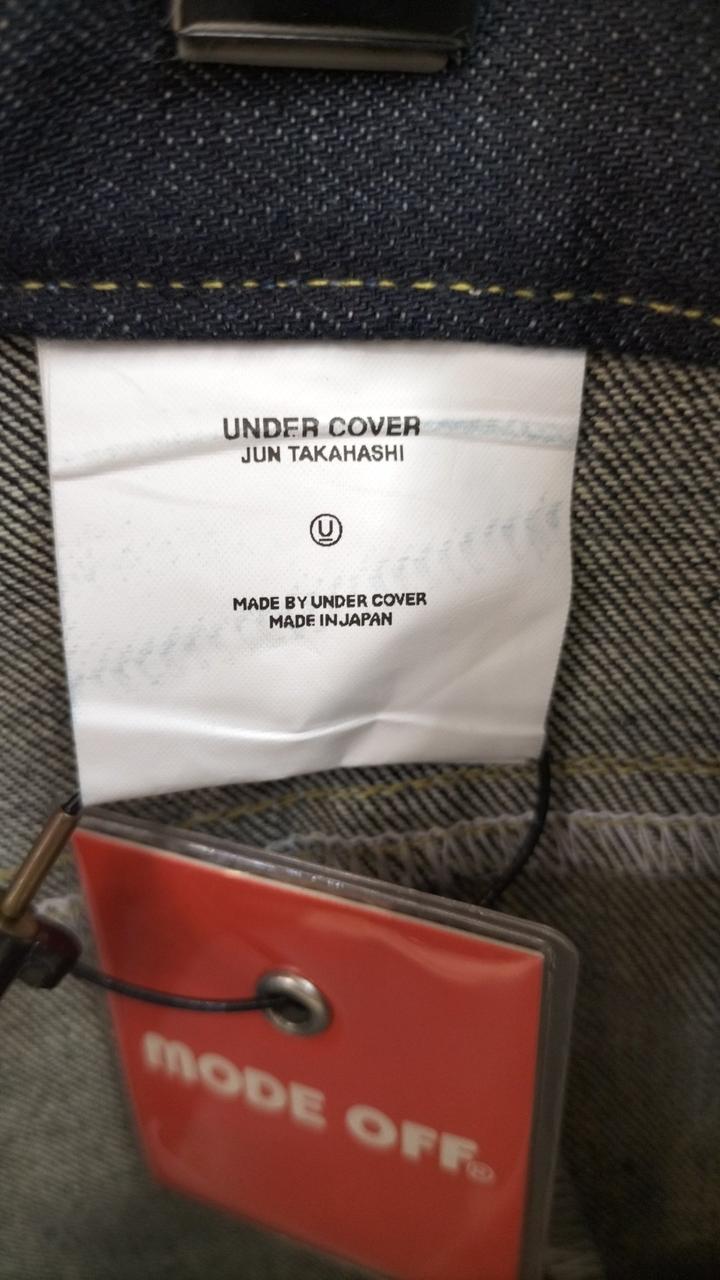 UNDER COVER
JUN TAKAHASHI
U
MADE BY UNDER COVER
MADE IN JAPAN
MODE OFF®